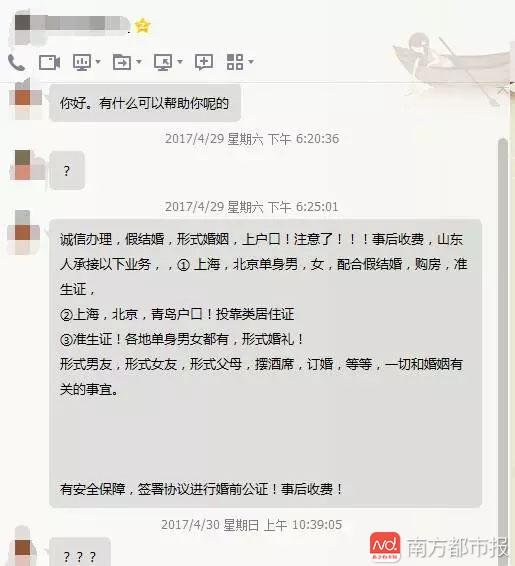 你好。有什么可以帮助你呢的
2017/4/29 星期六 下午 6:20:36
?
2017/4/29 星期六 下午 6:25:01
诚信办理，假结婚，形式婚姻，上户口！注意了！！！事后收费，山东
人承接以下业务，，① 上海，北京单身男，女，配合假结婚，购房，准
生证，
②上海，北京，青岛户口！投靠类居住证
③准生证！各地单身男女都有，形式婚礼！
形式男友，形式女友，形式父母，摆酒席，订婚，等等，一切和婚姻有
关的事宜。
有安全保障，签署协议进行婚前公证！事后收费！
2017/4/30 星期日 上午 10:39:05
? ? ?
南方都市报